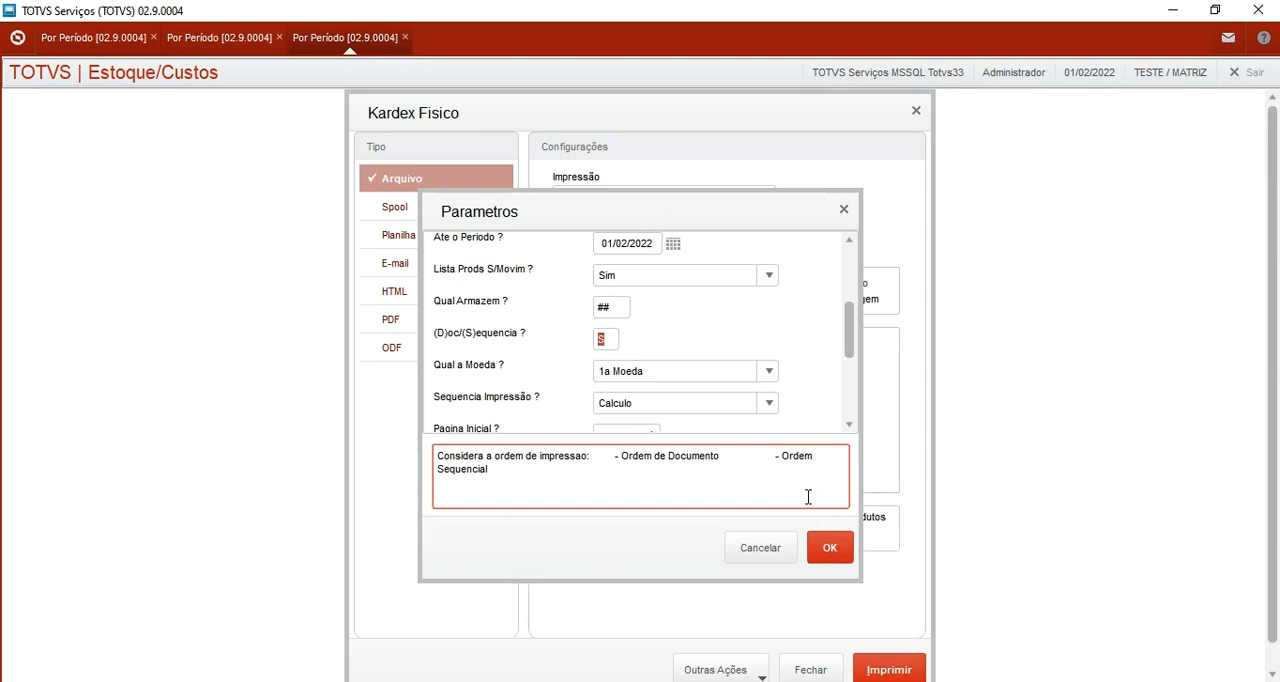 TOTVS Serviços (TOTVS) 02.9.0004
Por Período [02.9.0004] Por Período [02.9.0004] Por Período [02.9.0004]
TOTVS | Estoque/Custos
TOTVS Serviços MSSQL Totvs33 Administrador 01/02/2022 TESTE / MATRIZ Sair
Kardex Fisico
Tipo
Configurações
Arquivo
Impressão
Spool
Planilha
E-mail
HTML
PDF
ODF
Parametros
Ate o Periodo ? 01/02/2022
Lista Prods S/Movim ? Sim
Qual Armazem ? ##
(D)oc/(S)equencia ? S
Qual a Moeda ? 1a Moeda
Sequencia Impressão ? Calculo
Pagina Inicial ?
Considera a ordem de impressao: - Ordem de Documento - Ordem
Sequencial
Cancelar OK
Outras Ações Fechar Imprimir